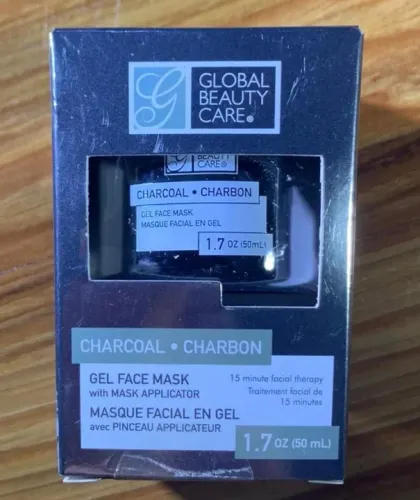 GLOBAL
BEAUTY
CARE®
BEAUTY
CARE®
CHARCOAL • CHARBON
GEL FACE MASK
MASQUE FACIAL EN GEL
1.7 OZ (50mL)
CHARCOAL • CHARBON
GEL FACE MASK
with MASK APPLICATOR
15 minute facial therapy
Traitement facial de
15 minutes
MASQUE FACIAL EN GEL
avec PINCEAU APPLICATEUR
1.7 OZ (50 mL)